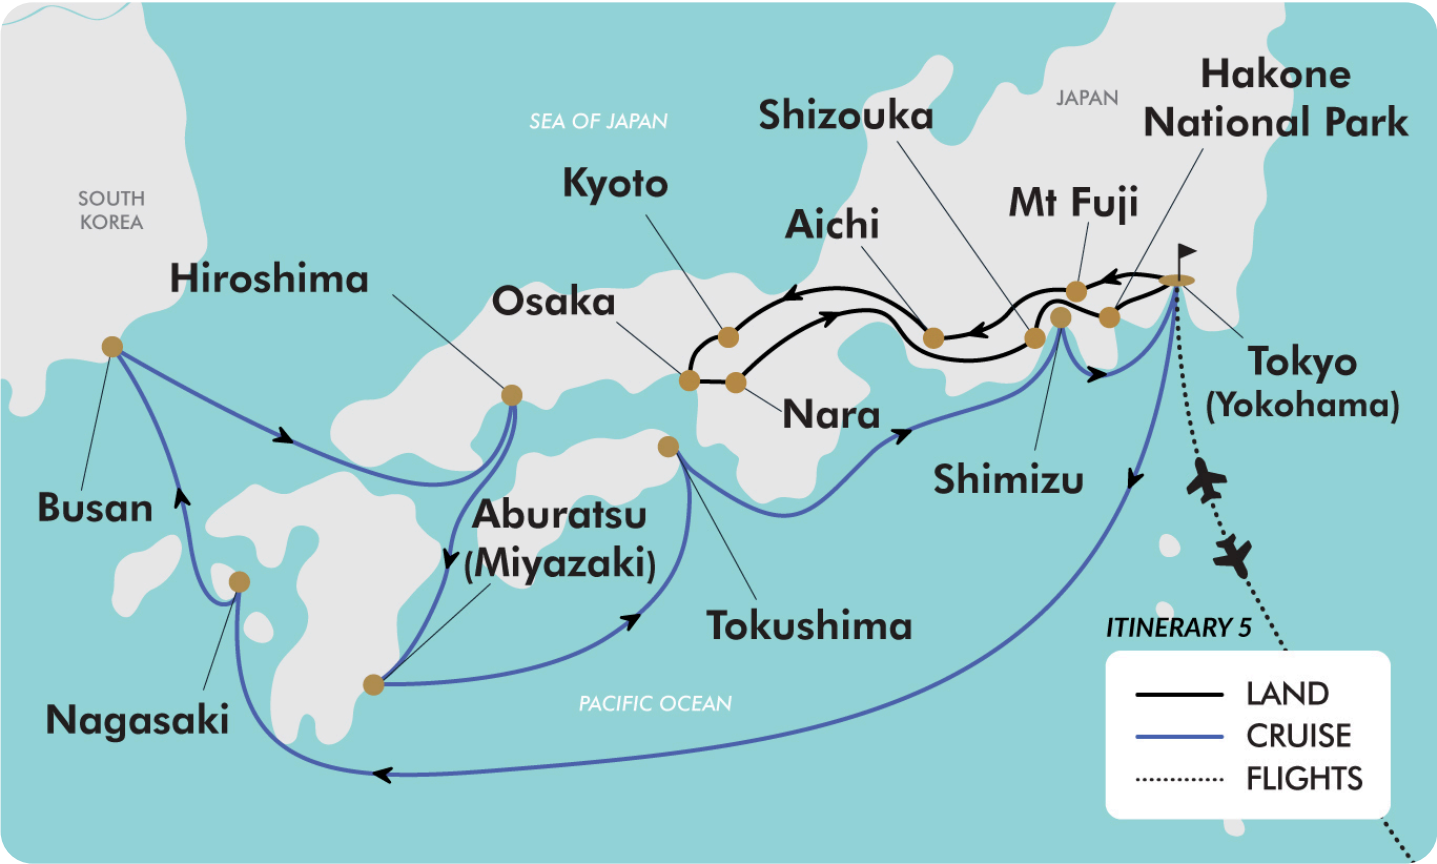 Hakone
National Park
JAPAN
Shizouka
SEA OF JAPAN
Kyoto
SOUTH
KOREA
Mt Fuji
Aichi
Hiroshima
Osaka
Tokyo
(Yokohama)
Nara
Shimizu
Busan
Aburatsu
(Miyazaki)
Tokushima
Nagasaki
PACIFIC OCEAN
ITINERARY 5
LAND
CRUISE
FLIGHTS